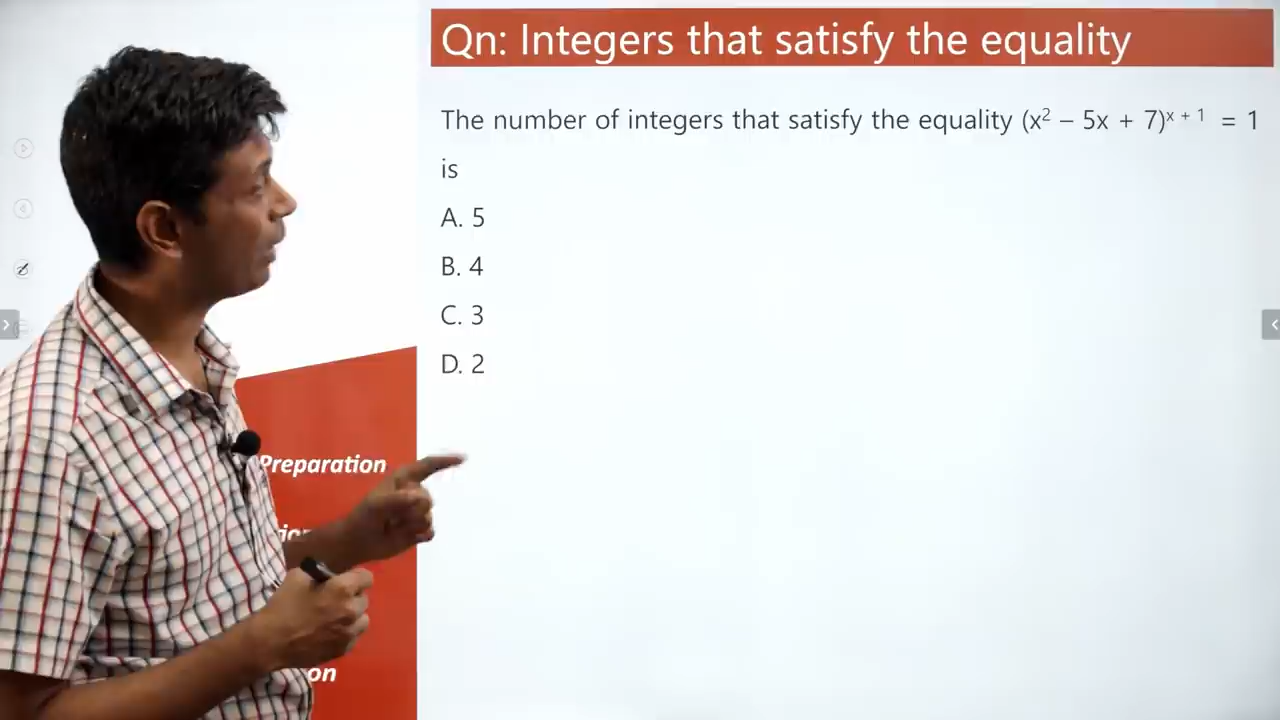 Qn: Integers that satisfy the equality
The number of integers that satisfy the equality (x² – 5x + 7)ˣ ⁺ ¹ = 1
is
A. 5
B. 4
C. 3
D. 2
Preparation